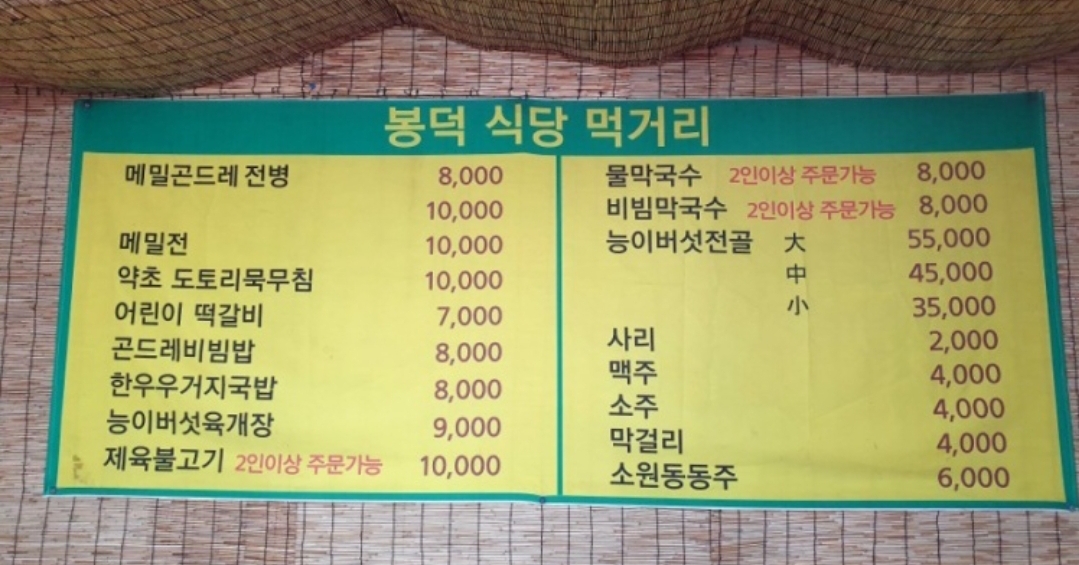 봉덕 식당 먹거리
메밀곤드레 전병 8,000
10,000
메밀전 10,000
약초 도토리묵무침 10,000
어린이 떡갈비 7,000
곤드레비빔밥 8,000
한우우거지국밥 8,000
능이버섯육개장 9,000
제육불고기 2인이상 주문가능 10,000
물막국수 2인이상 주문가능 8,000
비빔막국수 2인이상 주문가능 8,000
능이버섯전골 大 55,000
中 45,000
小 35,000
사리 2,000
맥주 4,000
소주 4,000
막걸리 4,000
소원동동주 6,000